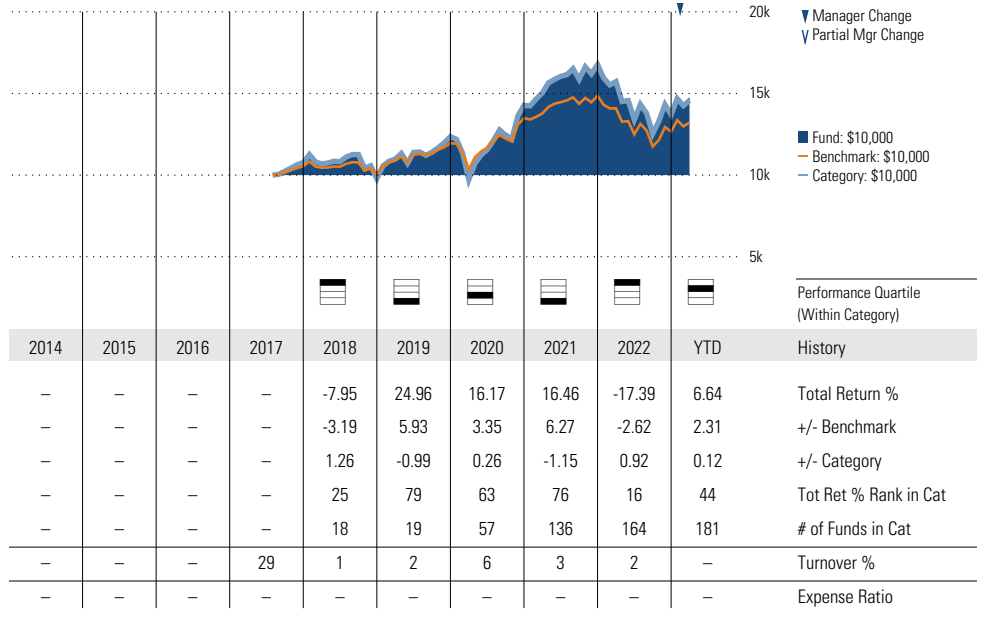 20k
Manager Change
Partial Mgr Change
15k
Fund: $10,000
Benchmark: $10,000
Category: $10,000
10k
5k
Performance Quartile
(Within Category)
2014 2015 2016 2017 2018 2019 2020 2021 2022 YTD History
– – – – -7.95 24.96 16.17 16.46 -17.39 6.64 Total Return %
– – – – -3.19 5.93 3.35 6.27 -2.62 2.31 +/- Benchmark
– – – – 1.26 -0.99 0.26 -1.15 0.92 0.12 +/- Category
– – – – 25 79 63 76 16 44 Tot Ret % Rank in Cat
– – – – 18 19 57 136 164 181 # of Funds in Cat
– – – 29 1 2 6 3 2 – Turnover %
– – – – – – – – – – Expense Ratio